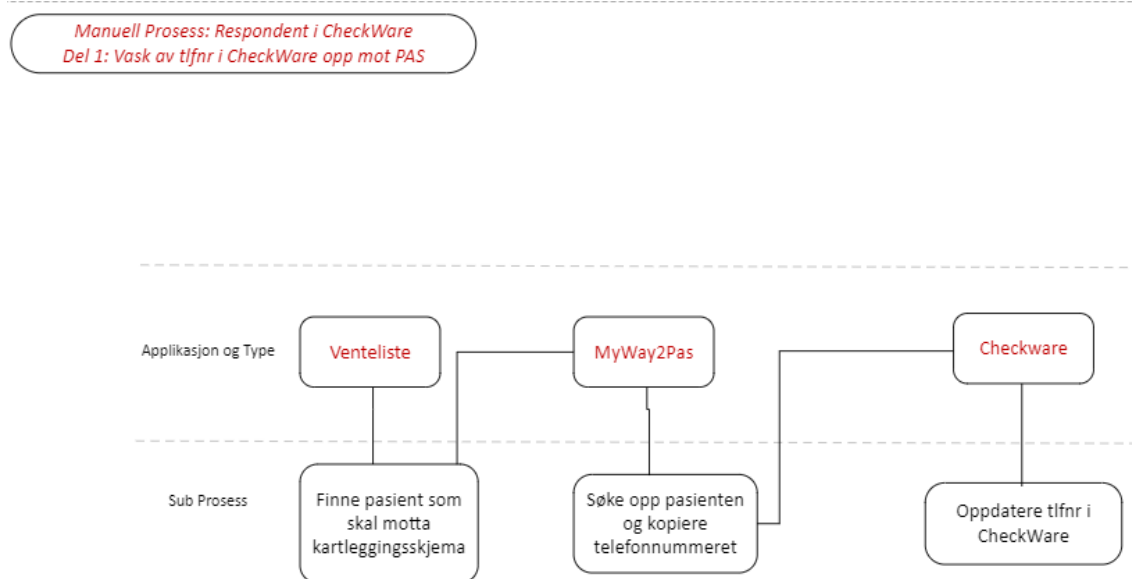 Manuell Prosess: Respondent i CheckWare
Del 1: Vask av tlfnr i CheckWare opp mot PAS
Applikasjon og Type
Venteliste
MyWay2Pas
Checkware
Sub Prosess
Finne pasient som
skal motta
kartleggingsskjema
Søke opp pasienten
og kopiere
telefonnummeret
Oppdatere tlfnr i
CheckWare